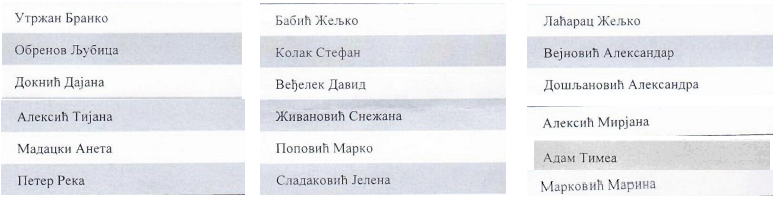 Утржан Бранко
Обренов Љубица
Докнић Дајана
Алексић Тијана
Мадацки Анета
Петер Река
Бабић Жељко
Колак Стефан
Веђелек Давид
Живановић Снежана
Поповић Марко
Сладаковић Јелена
Лаћарац Жељко
Вејновић Александар
Дошљановић Александра
Алексић Мирјана
Адам Тимеа
Марковић Марина